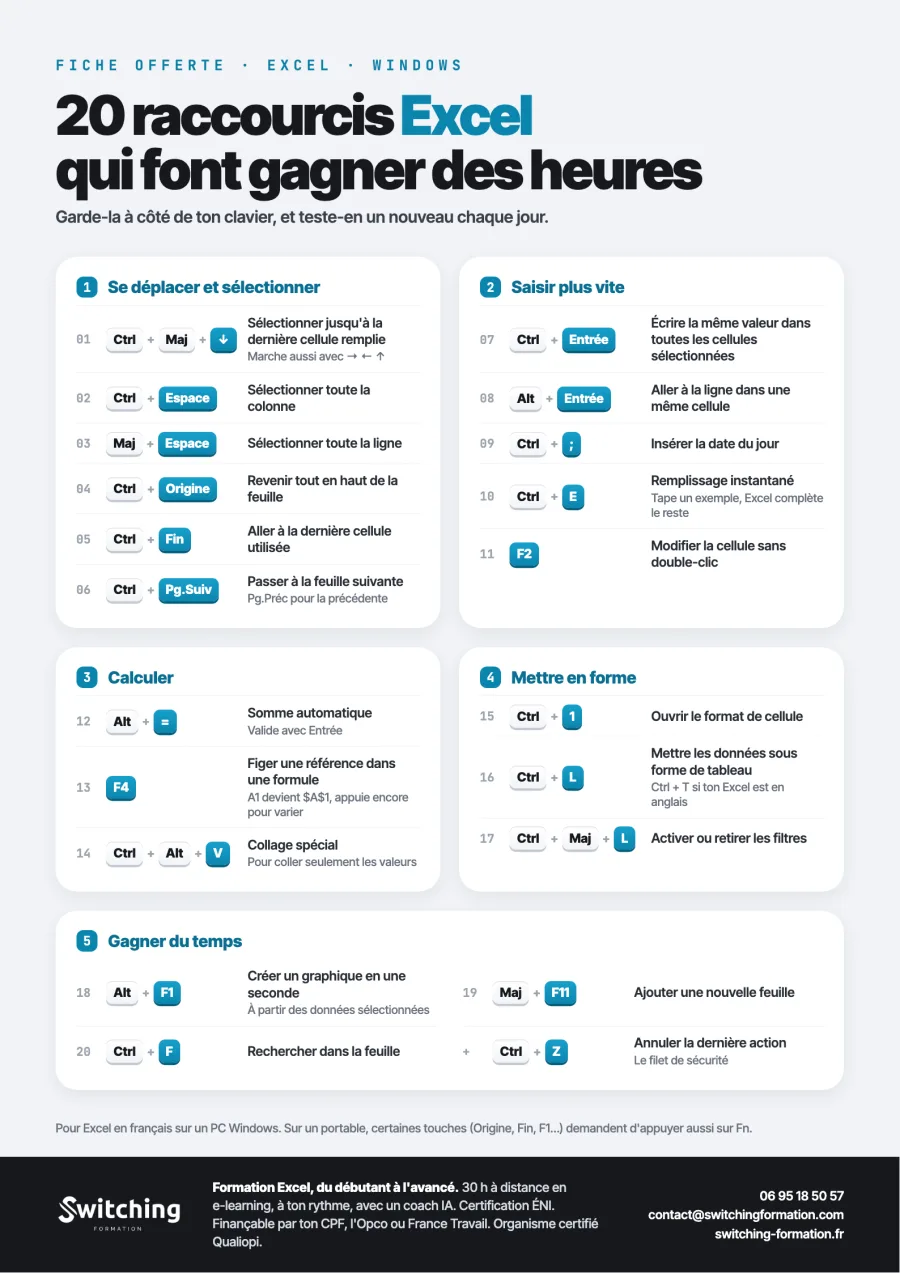 FICHE OFFERTE · EXCEL · WINDOWS
20 raccourcis Excel
qui font gagner des heures
Garde-la à côté de ton clavier, et teste-en un nouveau chaque jour.
1 Se déplacer et sélectionner
01 Ctrl + Maj + ↓ Sélectionner jusqu'à la
dernière cellule remplie
Marche aussi avec → ← ↑
02 Ctrl + Espace Sélectionner toute la
colonne
03 Maj + Espace Sélectionner toute la ligne
04 Ctrl + Origine Revenir tout en haut de la
feuille
05 Ctrl + Fin Aller à la dernière cellule
utilisée
06 Ctrl + Pg.Suiv Passer à la feuille suivante
Pg.Préc pour la précédente
2 Saisir plus vite
07 Ctrl + Entrée Écrire la même valeur dans
toutes les cellules
sélectionnées
08 Alt + Entrée Aller à la ligne dans une
même cellule
09 Ctrl + ; Insérer la date du jour
10 Ctrl + E Remplissage instantané
Tape un exemple, Excel complète
le reste
11 F2 Modifier la cellule sans
double-clic
3 Calculer
12 Alt + = Somme automatique
Valide avec Entrée
13 F4 Figer une référence dans
une formule
A1 devient $A$1, appuie encore
pour varier
14 Ctrl + Alt + V Collage spécial
Pour coller seulement les valeurs
4 Mettre en forme
15 Ctrl + 1 Ouvrir le format de cellule
16 Ctrl + L Mettre les données sous
forme de tableau
Ctrl + T si ton Excel est en
anglais
17 Ctrl + Maj + L Activer ou retirer les filtres
5 Gagner du temps
18 Alt + F1 Créer un graphique en une
seconde
À partir des données sélectionnées
19 Maj + F11 Ajouter une nouvelle feuille
20 Ctrl + F Rechercher dans la feuille
+ Ctrl + Z Annuler la dernière action
Le filet de sécurité
Pour Excel en français sur un PC Windows. Sur un portable, certaines touches (Origine, Fin, F1…) demandent d'appuyer aussi sur Fn.
Switching
FORMATION
Formation Excel, du débutant à l'avancé. 30 h à distance en
e-learning, à ton rythme, avec un coach IA. Certification ÉNI.
Finançable par ton CPF, l'Opco ou France Travail. Organisme certifié
Qualiopi.
06 95 18 50 57
contact@switchingformation.com
switching-formation.fr